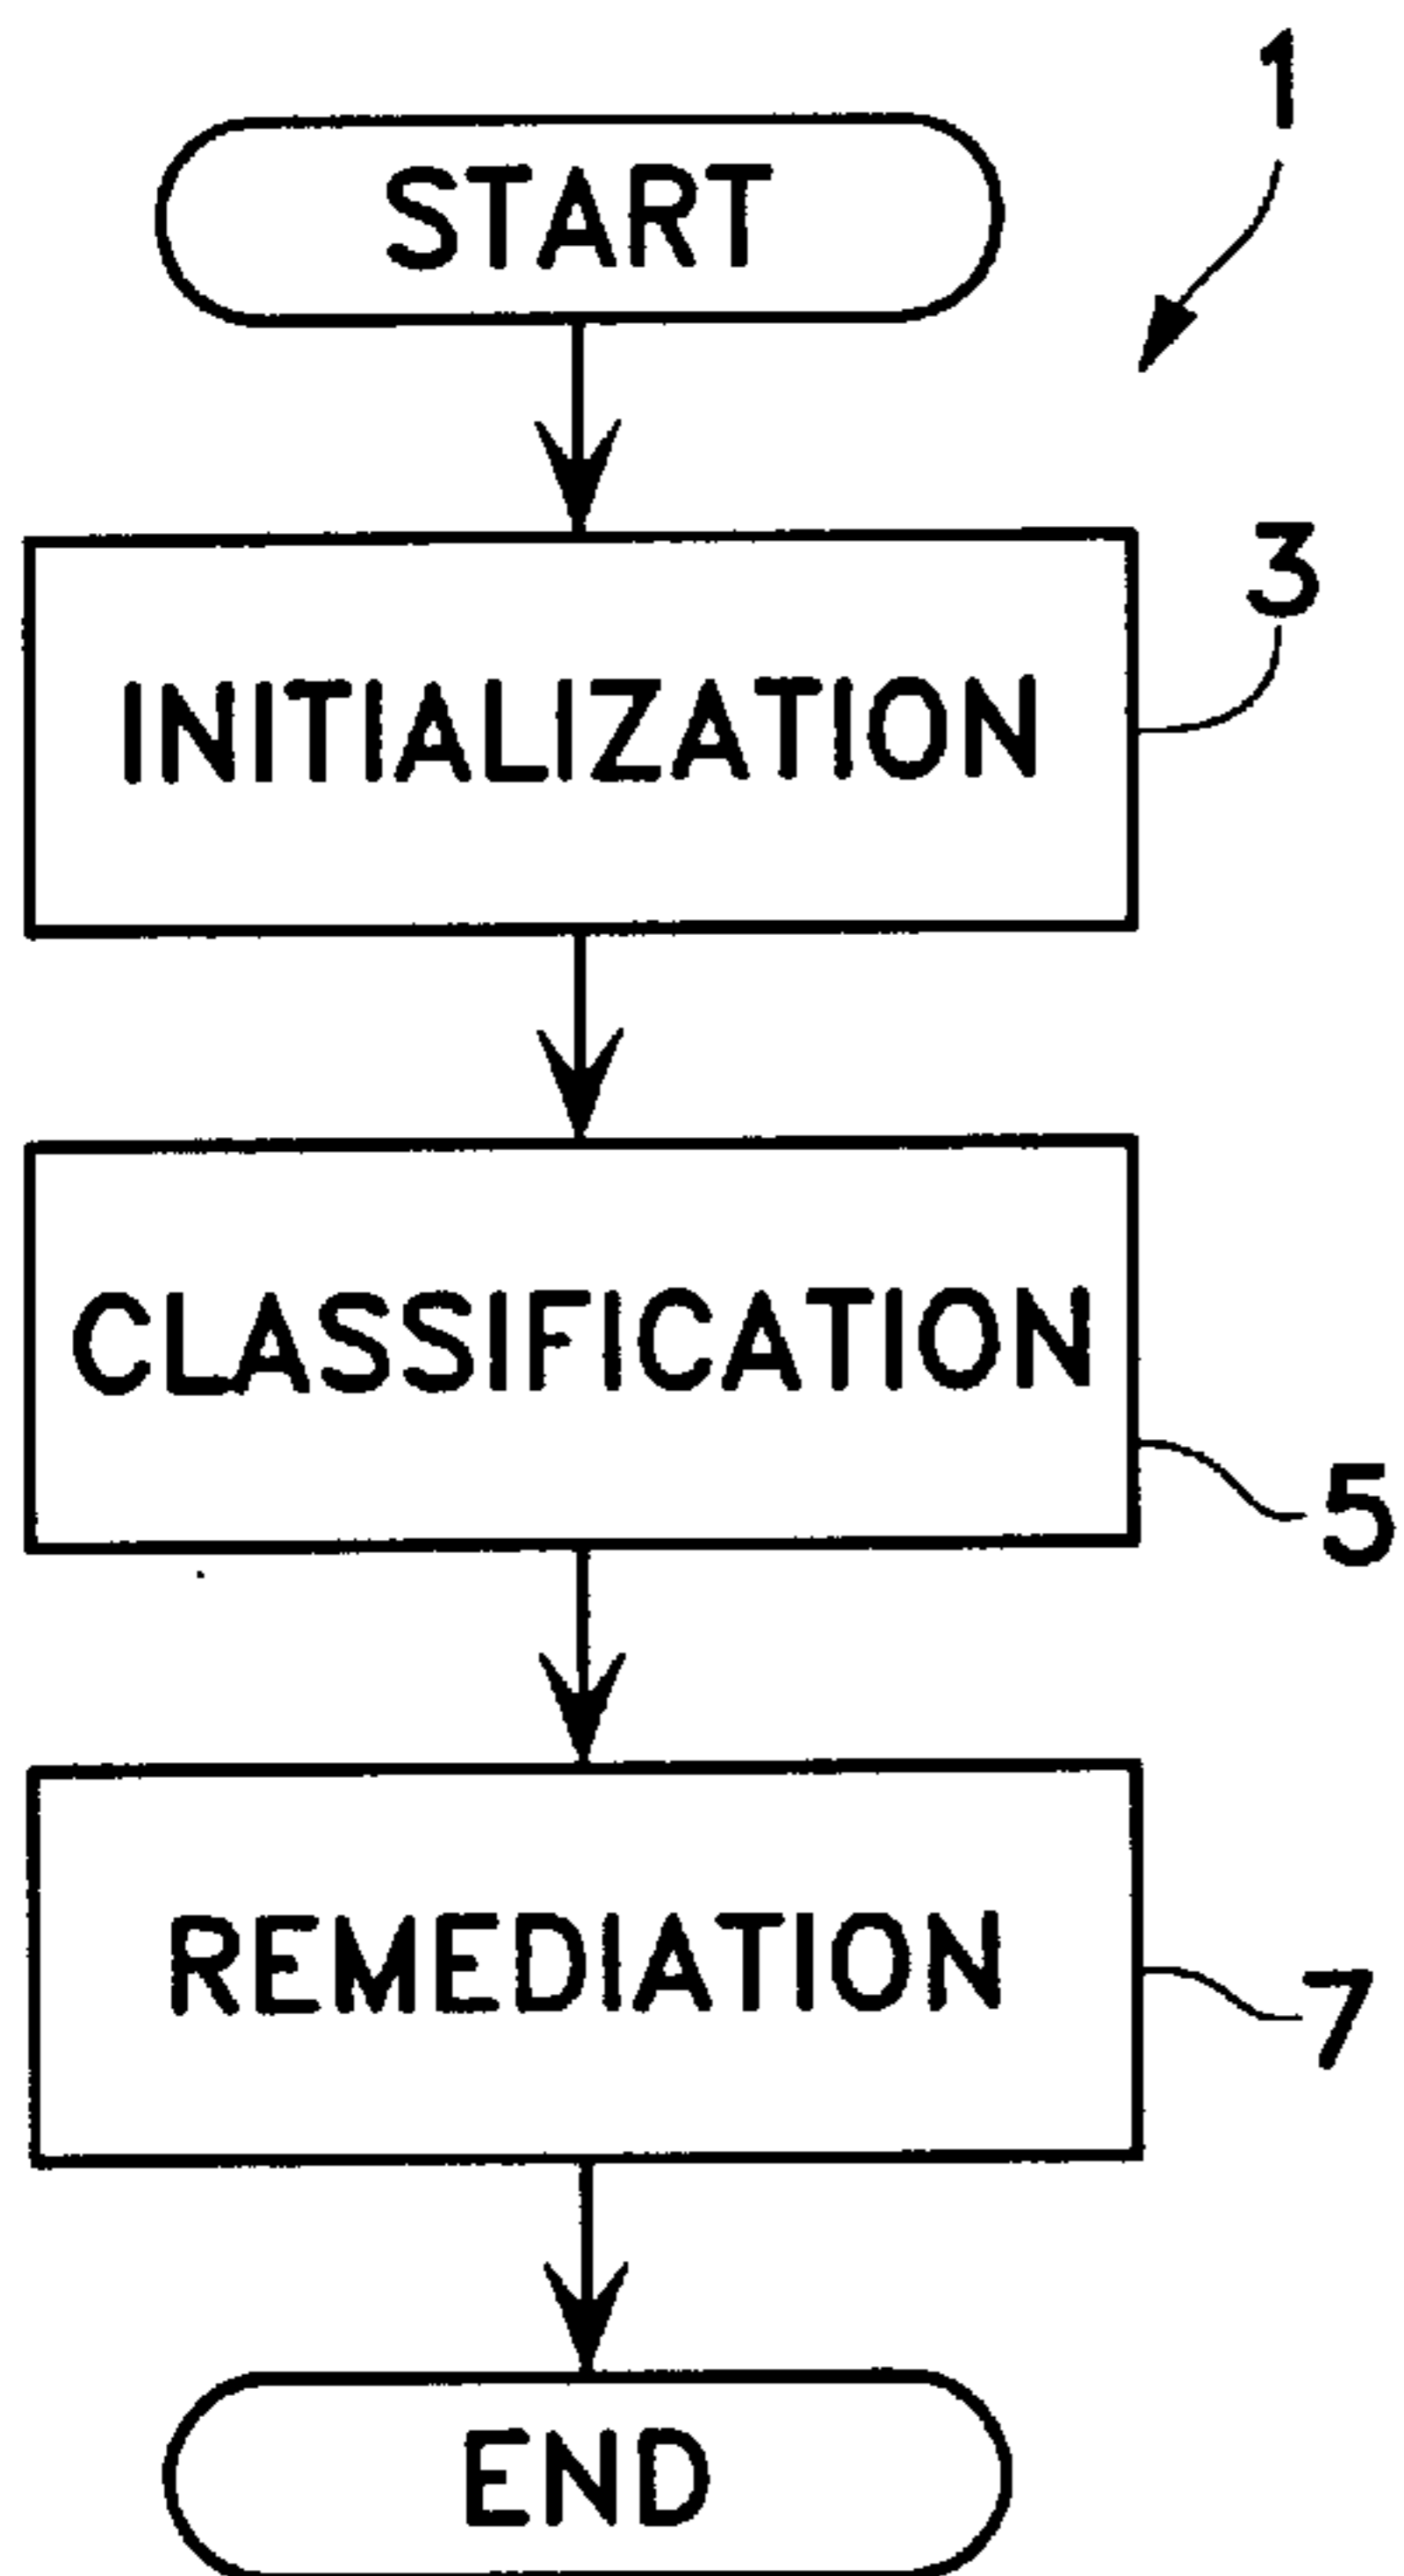 1
START
3
INITIALIZATION
CLASSIFICATION
5
REMEDIATION
7
END